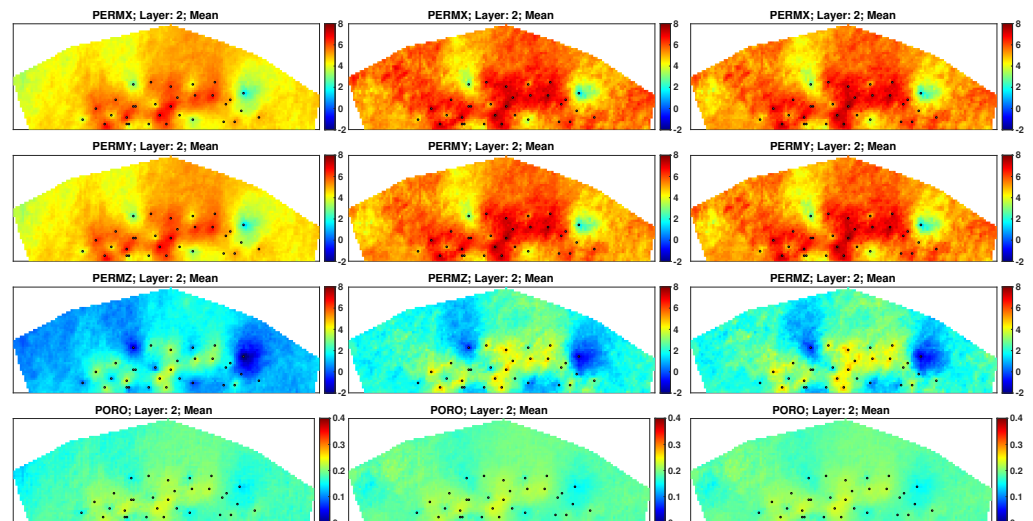 PERMX; Layer: 2; Mean PERMX; Layer: 2; Mean PERMX; Layer: 2; Mean
8 8 8
6 6 6
4 4 4
2 2 2
0 0 0
-2 -2 -2
PERMY; Layer: 2; Mean PERMY; Layer: 2; Mean PERMY; Layer: 2; Mean
8 8 8
6 6 6
4 4 4
2 2 2
0 0 0
-2 -2 -2
PERMZ; Layer: 2; Mean PERMZ; Layer: 2; Mean PERMZ; Layer: 2; Mean
8 8 8
6 6 6
4 4 4
2 2 2
0 0 0
-2 -2 -2
PORO; Layer: 2; Mean PORO; Layer: 2; Mean PORO; Layer: 2; Mean
0.4 0.4 0.4
0.3 0.3 0.3
0.2 0.2 0.2
0.1 0.1 0.1